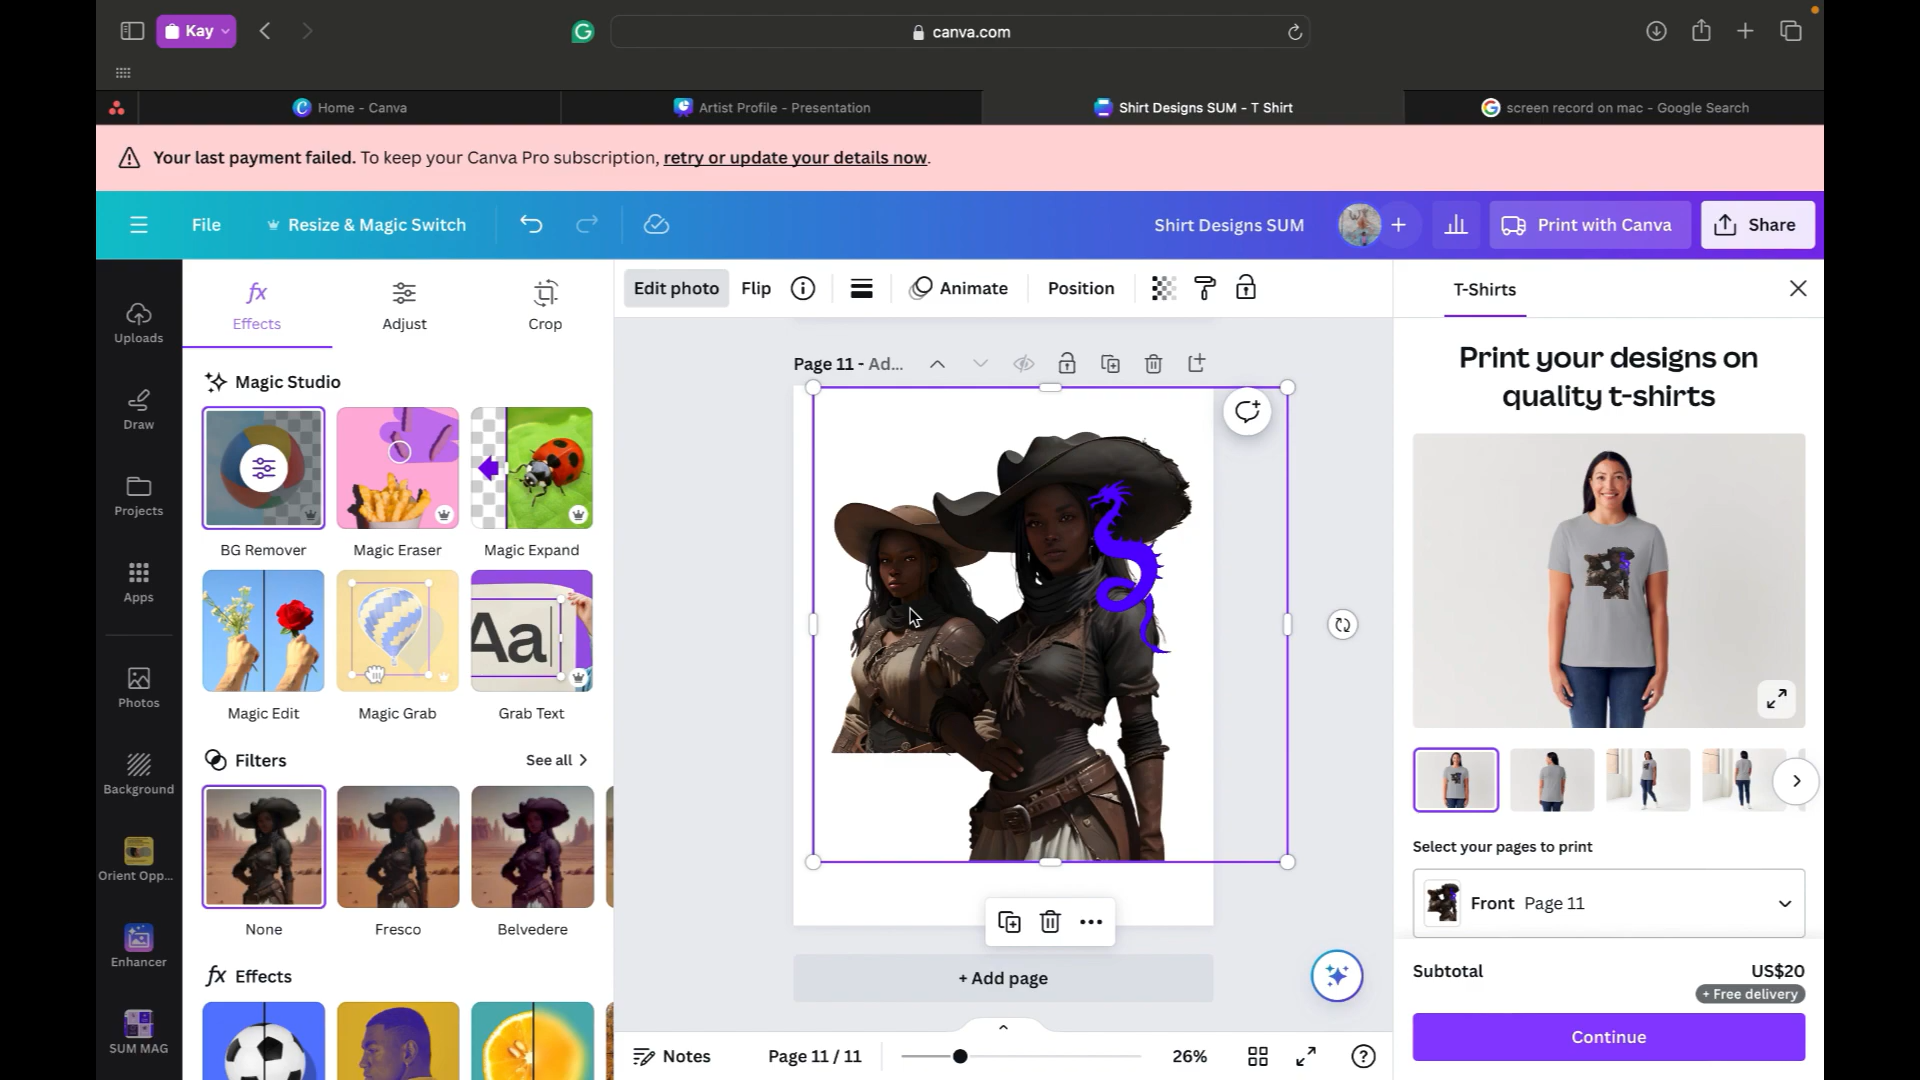 Kay
canva.com
Home - Canva
Artist Profile - Presentation
Shirt Designs SUM - T Shirt
screen record on mac - Google Search
Your last payment failed. To keep your Canva Pro subscription, retry or update your details now.
File
Resize & Magic Switch
Shirt Designs SUM
Print with Canva
Share
Uploads
Draw
Projects
Apps
Photos
Background
Orient Opp...
Enhancer
SUM MAG
fx
Effects
Adjust
Crop
Magic Studio
BG Remover
Magic Eraser
Magic Expand
Aa
Magic Edit
Magic Grab
Grab Text
Filters
See all
None
Fresco
Belvedere
fx Effects
Edit photo
Flip
Animate
Position
Page 11 - Ad...
+ Add page
Notes
Page 11 / 11
26%
T-Shirts
Print your designs on
quality t-shirts
Select your pages to print
Front Page 11
Subtotal
US$20
+ Free delivery
Continue